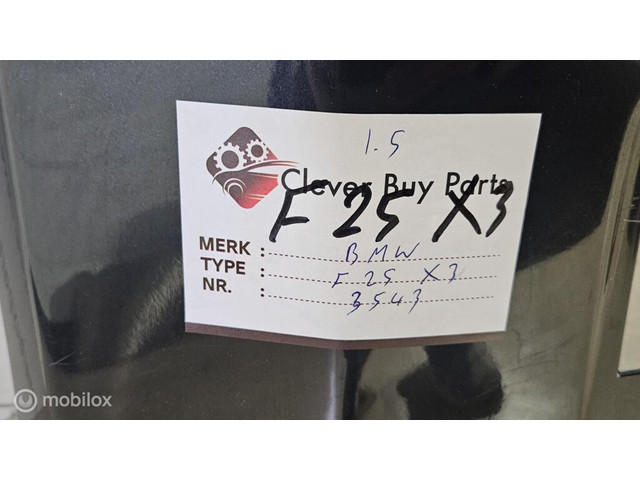 1.5
Clever Buy Parts
F25 X3
MERK : BMW
TYPE : F25 X3
NR. : 3543
mobilox